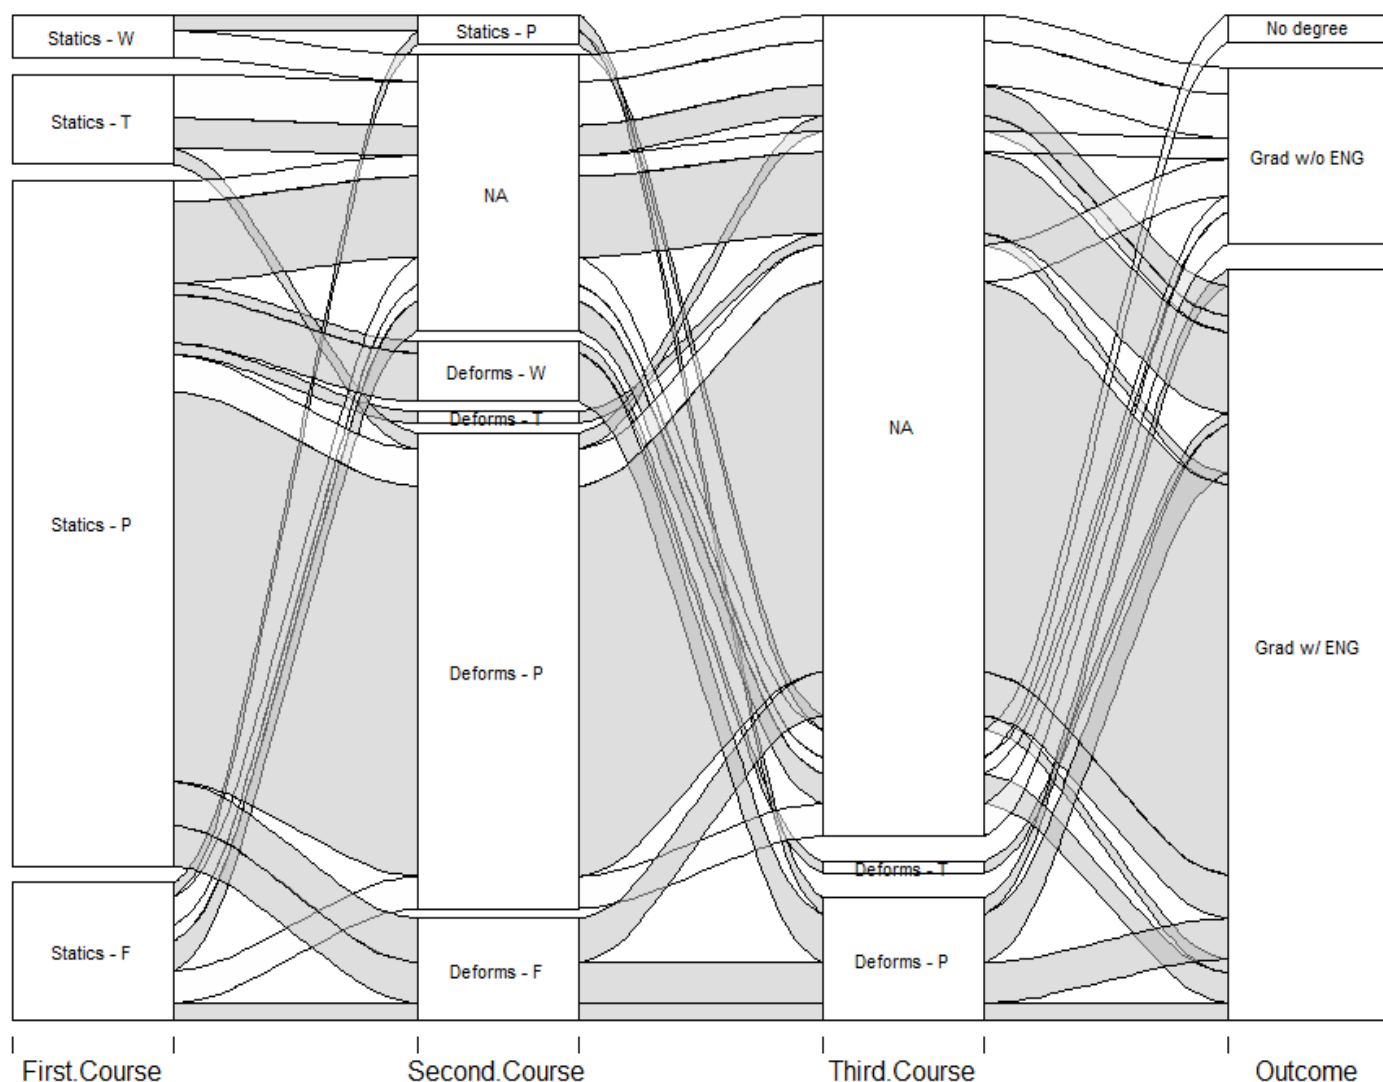 Statics - W
Statics - T
Statics - P
Statics - F
Statics - P
NA
Deforms - W
Deforms - T
Deforms - P
Deforms - F
NA
Deforms - T
Deforms - P
No degree
Grad w/o ENG
Grad w/ ENG
First.Course
Second.Course
Third.Course
Outcome